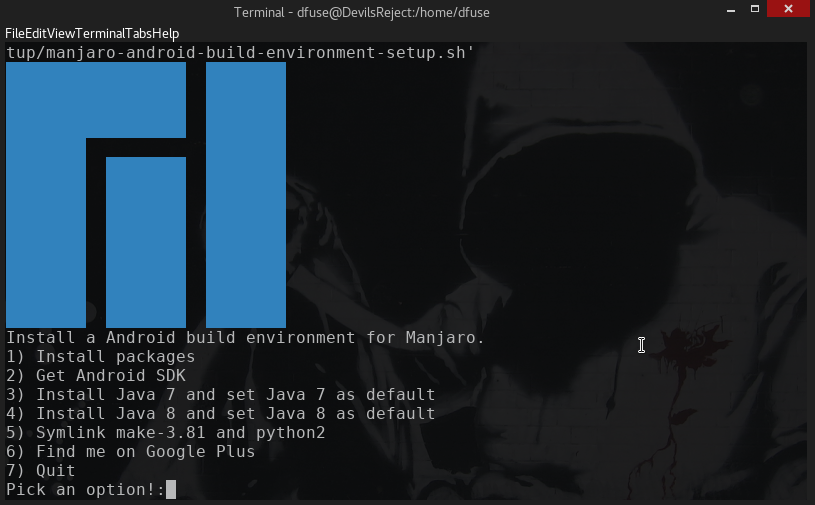 Terminal - dfuse@DevilsReject:/home/dfuse
FileEditViewTerminalTabsHelp
tup/manjaro-android-build-environment-setup.sh'
Install a Android build environment for Manjaro.
1) Install packages
2) Get Android SDK
3) Install Java 7 and set Java 7 as default
4) Install Java 8 and set Java 8 as default
5) Symlink make-3.81 and python2
6) Find me on Google Plus
7) Quit
Pick an option!: